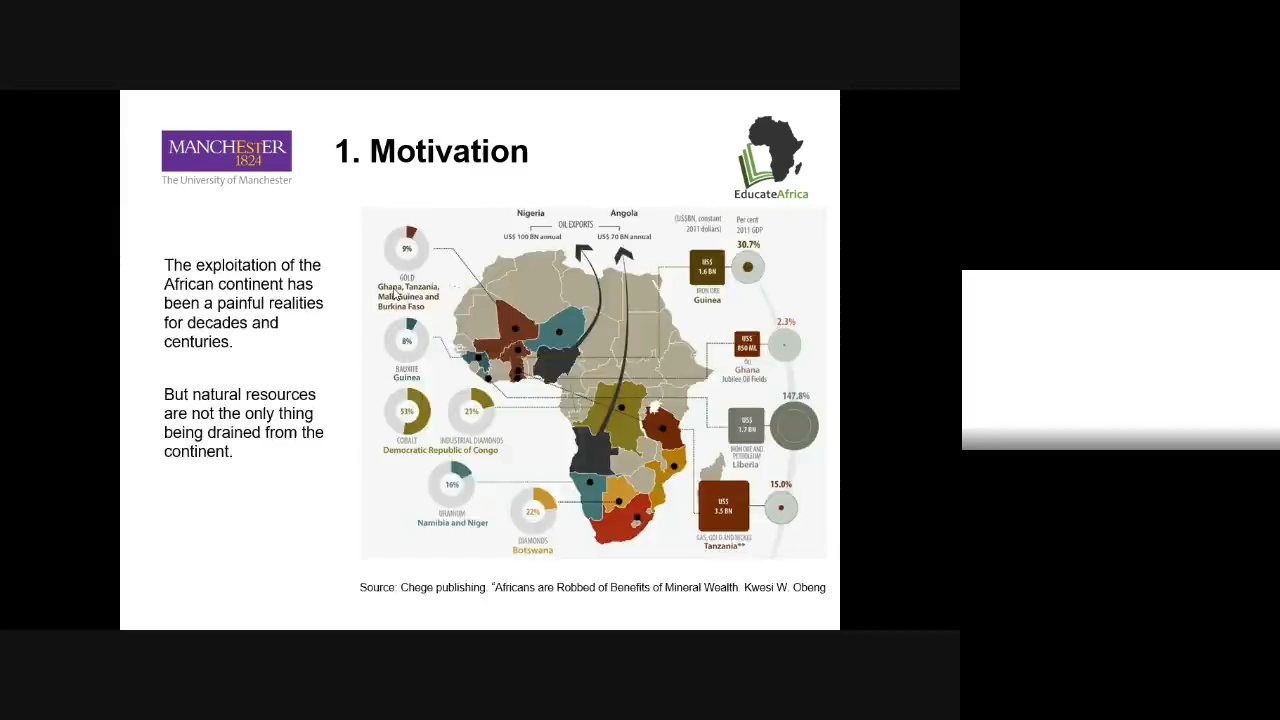 MANCHESTER
1824
The University of Manchester
1. Motivation
EducateAfrica
The exploitation of the
African continent has
been a painful realities
for decades and
centuries.
But natural resources
are not the only thing
being drained from the
continent.
Nigeria
Angola
OIL EXPORTS
US$ 100 BN annual
US$ 70 BN annual
(US$BN, constant
2011 dollars)
Per cent
2011 GDP
9%
GOLD
Ghana, Tanzania,
Mali, Guinea and
Burkina Faso
8%
BAUXITE
Guinea
53%
COBALT
21%
INDUSTRIAL DIAMONDS
Democratic Republic of Congo
16%
URANIUM
Namibia and Niger
22%
DIAMONDS
Botswana
30.7%
US$
1.6 BN
IRON ORE
Guinea
2.3%
US$
850 ML
OIL
Ghana
Jubilee Oil Fields
147.8%
US$
1.7 BN
IRON ORE AND
PETROLEUM
Liberia
15.0%
US$
3.5 BN
GAS, GOLD AND NICKEL
Tanzania**
Source: Chege publishing. “Africans are Robbed of Benefits of Mineral Wealth. Kwesi W. Obeng